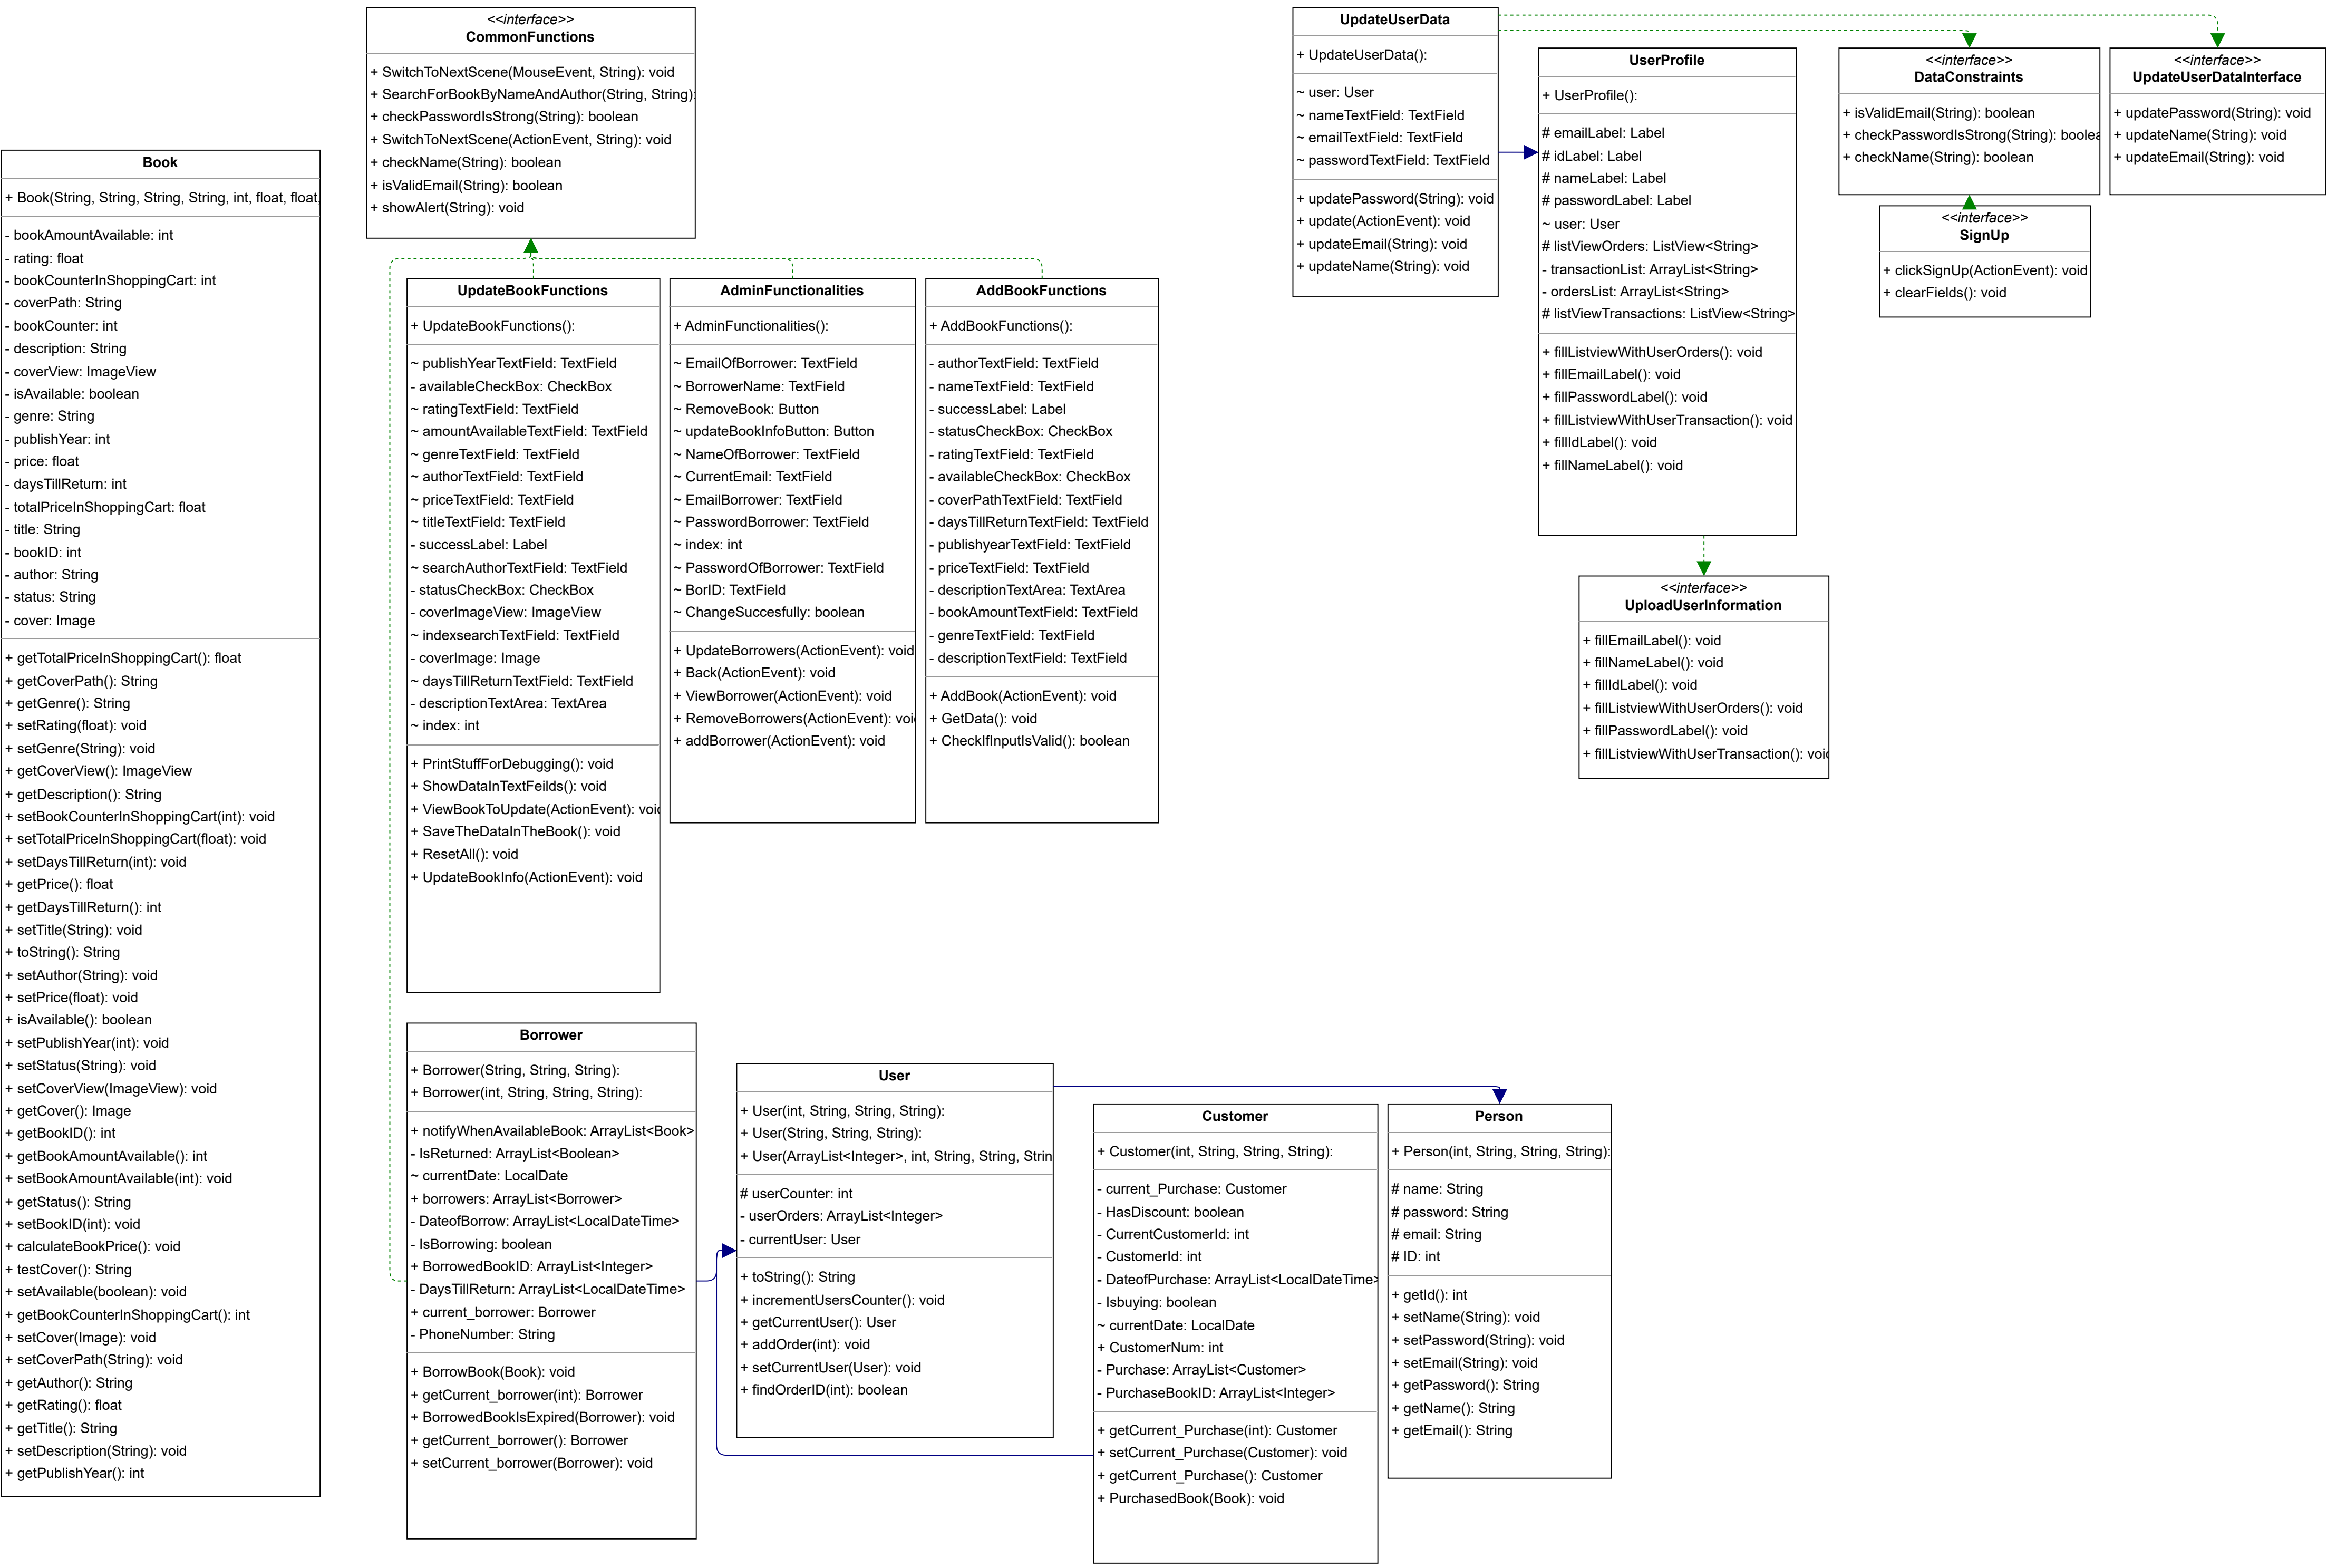 Book
+ Book(String, String, String, String, int, float, float,
- bookAmountAvailable: int
- rating: float
- bookCounterInShoppingCart: int
- coverPath: String
- bookCounter: int
- description: String
- coverView: ImageView
- isAvailable: boolean
- genre: String
- publishYear: int
- price: float
- daysTillReturn: int
- totalPriceInShoppingCart: float
- title: String
- bookID: int
- author: String
- status: String
- cover: Image
+ getTotalPriceInShoppingCart(): float
+ getCoverPath(): String
+ getGenre(): String
+ setRating(float): void
+ setGenre(String): void
+ getCoverView(): ImageView
+ getDescription(): String
+ setBookCounterInShoppingCart(int): void
+ setTotalPriceInShoppingCart(float): void
+ setDaysTillReturn(int): void
+ getPrice(): float
+ getDaysTillReturn(): int
+ setTitle(String): void
+ toString(): String
+ setAuthor(String): void
+ setPrice(float): void
+ isAvailable(): boolean
+ setPublishYear(int): void
+ setStatus(String): void
+ setCoverView(ImageView): void
+ getCover(): Image
+ getBookID(): int
+ getBookAmountAvailable(): int
+ setBookAmountAvailable(int): void
+ getStatus(): String
+ setBookID(int): void
+ calculateBookPrice(): void
+ testCover(): String
+ setAvailable(boolean): void
+ getBookCounterInShoppingCart(): int
+ setCover(Image): void
+ setCoverPath(String): void
+ getAuthor(): String
+ getRating(): float
+ getTitle(): String
+ setDescription(String): void
+ getPublishYear(): int
<<interface>>
CommonFunctions
+ SwitchToNextScene(MouseEvent, String): void
+ SearchForBookByNameAndAuthor(String, String):
+ checkPasswordIsStrong(String): boolean
+ SwitchToNextScene(ActionEvent, String): void
+ checkName(String): boolean
+ isValidEmail(String): boolean
+ showAlert(String): void
UpdateBookFunctions
+ UpdateBookFunctions():
~ publishYearTextField: TextField
- availableCheckBox: CheckBox
~ ratingTextField: TextField
~ amountAvailableTextField: TextField
~ genreTextField: TextField
~ authorTextField: TextField
~ priceTextField: TextField
~ titleTextField: TextField
- successLabel: Label
~ searchAuthorTextField: TextField
- statusCheckBox: CheckBox
- coverImageView: ImageView
~ indexsearchTextField: TextField
- coverImage: Image
~ daysTillReturnTextField: TextField
- descriptionTextArea: TextArea
~ index: int
+ PrintStuffForDebugging(): void
+ ShowDataInTextFeilds(): void
+ ViewBookToUpdate(ActionEvent): void
+ SaveTheDataInTheBook(): void
+ ResetAll(): void
+ UpdateBookInfo(ActionEvent): void
AdminFunctionalities
+ AdminFunctionalities():
~ EmailOfBorrower: TextField
~ BorrowerName: TextField
~ RemoveBook: Button
~ updateBookInfoButton: Button
~ NameOfBorrower: TextField
~ CurrentEmail: TextField
~ EmailBorrower: TextField
~ PasswordBorrower: TextField
~ index: int
~ PasswordOfBorrower: TextField
~ BorID: TextField
~ ChangeSuccesfully: boolean
+ UpdateBorrowers(ActionEvent): void
+ Back(ActionEvent): void
+ ViewBorrower(ActionEvent): void
+ RemoveBorrowers(ActionEvent): void
+ addBorrower(ActionEvent): void
AddBookFunctions
+ AddBookFunctions():
- authorTextField: TextField
- nameTextField: TextField
- successLabel: Label
- statusCheckBox: CheckBox
- ratingTextField: TextField
- availableCheckBox: CheckBox
- coverPathTextField: TextField
- daysTillReturnTextField: TextField
- publishyearTextField: TextField
- priceTextField: TextField
- descriptionTextArea: TextArea
- bookAmountTextField: TextField
- genreTextField: TextField
- descriptionTextField: TextField
+ AddBook(ActionEvent): void
+ GetData(): void
+ CheckIfInputIsValid(): boolean
UpdateUserData
+ UpdateUserData():
~ user: User
~ nameTextField: TextField
~ emailTextField: TextField
~ passwordTextField: TextField
+ updatePassword(String): void
+ update(ActionEvent): void
+ updateEmail(String): void
+ updateName(String): void
UserProfile
+ UserProfile():
# emailLabel: Label
# idLabel: Label
# nameLabel: Label
# passwordLabel: Label
~ user: User
# listViewOrders: ListView<String>
- transactionList: ArrayList<String>
- ordersList: ArrayList<String>
# listViewTransactions: ListView<String>
+ fillListviewWithUserOrders(): void
+ fillEmailLabel(): void
+ fillPasswordLabel(): void
+ fillListviewWithUserTransaction(): void
+ fillIdLabel(): void
+ fillNameLabel(): void
<<interface>>
DataConstraints
+ isValidEmail(String): boolean
+ checkPasswordIsStrong(String): boolea
+ checkName(String): boolean
<<interface>>
UpdateUserDataInterface
+ updatePassword(String): void
+ updateName(String): void
+ updateEmail(String): void
<<interface>>
SignUp
+ clickSignUp(ActionEvent): void
+ clearFields(): void
<<interface>>
UploadUserInformation
+ fillEmailLabel(): void
+ fillNameLabel(): void
+ fillIdLabel(): void
+ fillListviewWithUserOrders(): void
+ fillPasswordLabel(): void
+ fillListviewWithUserTransaction(): void
Borrower
+ Borrower(String, String, String):
+ Borrower(int, String, String, String):
+ notifyWhenAvailableBook: ArrayList<Book>
- IsReturned: ArrayList<Boolean>
~ currentDate: LocalDate
+ borrowers: ArrayList<Borrower>
- DateofBorrow: ArrayList<LocalDateTime>
- IsBorrowing: boolean
+ BorrowedBookID: ArrayList<Integer>
- DaysTillReturn: ArrayList<LocalDateTime>
+ current_borrower: Borrower
- PhoneNumber: String
+ BorrowBook(Book): void
+ getCurrent_borrower(int): Borrower
+ BorrowedBookIsExpired(Borrower): void
+ getCurrent_borrower(): Borrower
+ setCurrent_borrower(Borrower): void
User
+ User(int, String, String, String):
+ User(String, String, String):
+ User(ArrayList<Integer>, int, String, String, Strin
# userCounter: int
- userOrders: ArrayList<Integer>
- currentUser: User
+ toString(): String
+ incrementUsersCounter(): void
+ getCurrentUser(): User
+ addOrder(int): void
+ setCurrentUser(User): void
+ findOrderID(int): boolean
Customer
+ Customer(int, String, String, String):
- current_Purchase: Customer
- HasDiscount: boolean
- CurrentCustomerId: int
- CustomerId: int
- DateofPurchase: ArrayList<LocalDateTime>
- Isbuying: boolean
~ currentDate: LocalDate
+ CustomerNum: int
- Purchase: ArrayList<Customer>
- PurchaseBookID: ArrayList<Integer>
+ getCurrent_Purchase(int): Customer
+ setCurrent_Purchase(Customer): void
+ getCurrent_Purchase(): Customer
+ PurchasedBook(Book): void
Person
+ Person(int, String, String, String):
# name: String
# password: String
# email: String
# ID: int
+ getId(): int
+ setName(String): void
+ setPassword(String): void
+ setEmail(String): void
+ getPassword(): String
+ getName(): String
+ getEmail(): String